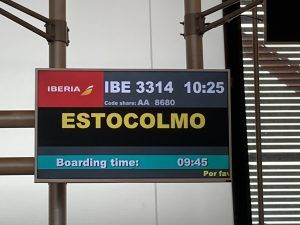 IBERIA IBE 3314 10:25
Code share: AA 8680
ESTOCOLMO
Boarding time: 09:45
Por fav